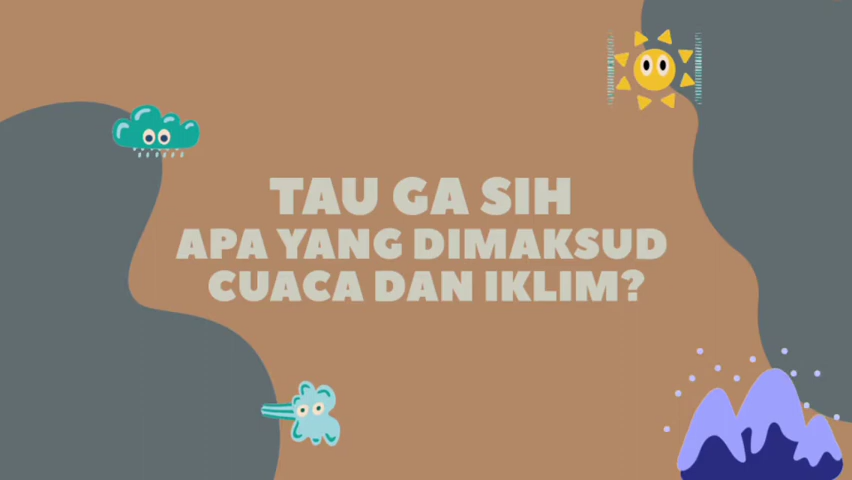 TAU GA SIH
APA YANG DIMAKSUD
CUACA DAN IKLIM?